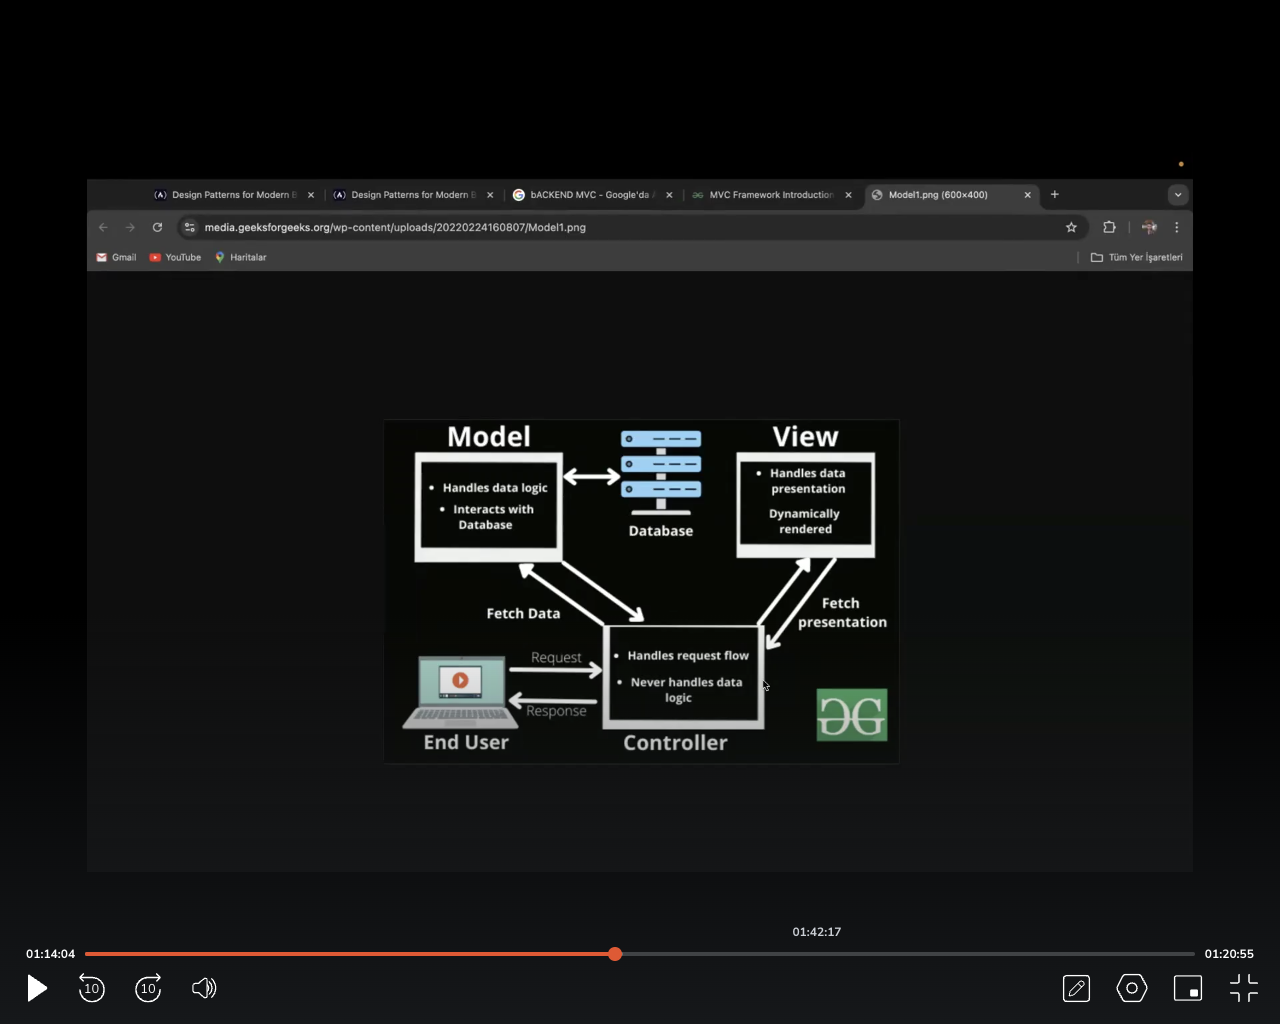 Design Patterns for Modern B
Design Patterns for Modern B
bACKEND MVC - Google'da A
MVC Framework Introduction
Model1.png (600×400)
media.geeksforgeeks.org/wp-content/uploads/20220224160807/Model1.png
Gmail
YouTube
Haritalar
Tüm Yer İşaretleri
Model
View
• Handles data logic
• Interacts with
Database
Database
• Handles data
presentation
Dynamically
rendered
Fetch Data
Fetch
presentation
Request
Response
• Handles request flow
• Never handles data
logic
End User
Controller
01:42:17
01:14:04
01:20:55
10
10